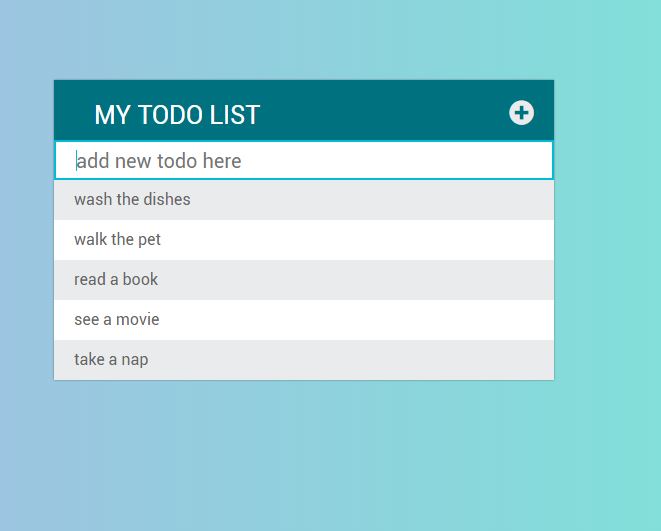 MY TODO LIST
add new todo here
wash the dishes
walk the pet
read a book
see a movie
take a nap